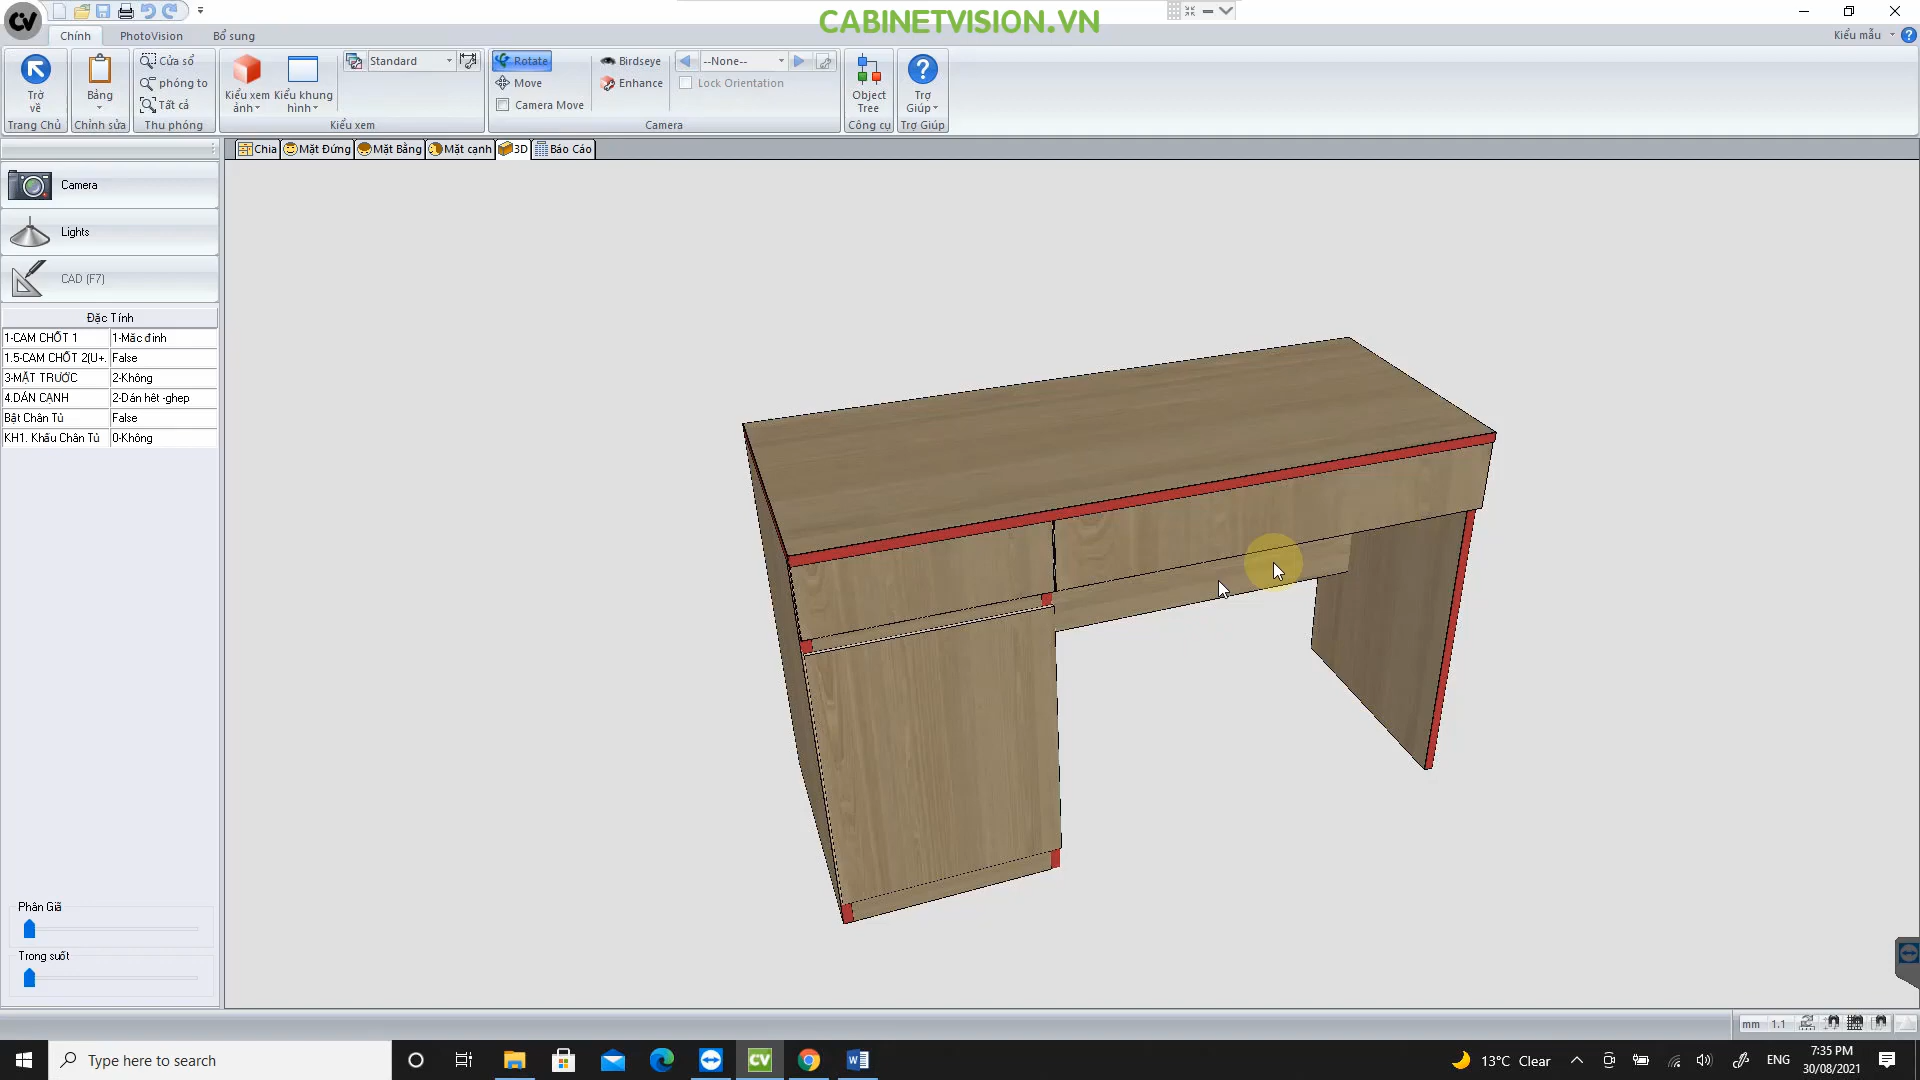 CABINETVISION.VN
CV
Chính PhotoVision Bổ sung
Kiểu mẫu
Trở về
Trang Chủ
Bảng
Chỉnh sửa
Cửa sổ
phóng to
Tất cả
Thu phóng
Kiểu xem ảnh
Kiểu khung hình
Standard
Kiểu xem
Rotate
Move
Camera Move
Birdseye
Enhance
--None--
Lock Orientation
Camera
Object Tree
Công cụ
Trợ Giúp
Trợ Giúp
Chia Mặt Đứng Mặt Bằng Mặt cạnh 3D Báo Cáo
Camera
Lights
CAD (F7)
Đặc Tính
1-CAM CHỐT 1 1-Mặc định
1.5-CAM CHỐT 2(U+. False
3-MẶT TRƯỚC 2-Không
4.DÁN CẠNH 2-Dán hết -ghep
Bật Chân Tủ False
KH1. Khấu Chân Tủ 0-Không
Phân Giã
Trong suốt
mm 1.1
Type here to search
CV
13°C Clear
ENG
7:35 PM
30/08/2021